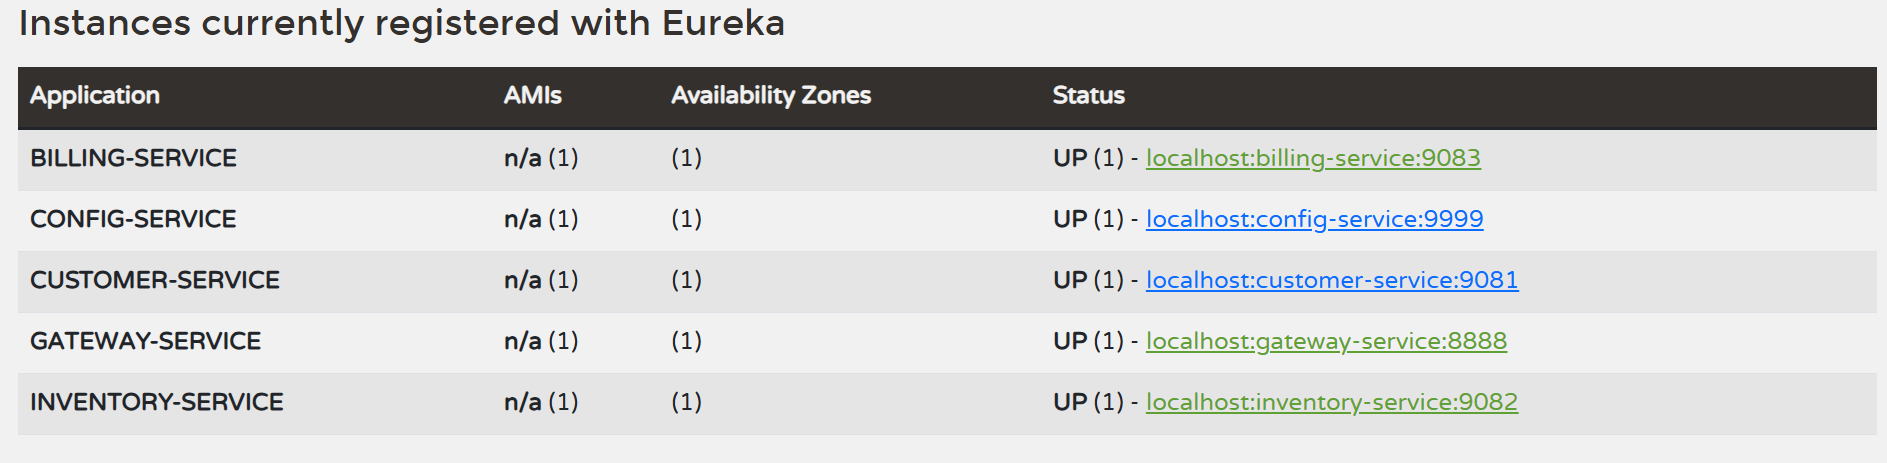 Instances currently registered with Eureka
Application AMIs Availability Zones Status
BILLING-SERVICE n/a (1) (1) UP (1) - localhost:billing-service:9083
CONFIG-SERVICE n/a (1) (1) UP (1) - localhost:config-service:9999
CUSTOMER-SERVICE n/a (1) (1) UP (1) - localhost:customer-service:9081
GATEWAY-SERVICE n/a (1) (1) UP (1) - localhost:gateway-service:8888
INVENTORY-SERVICE n/a (1) (1) UP (1) - localhost:inventory-service:9082